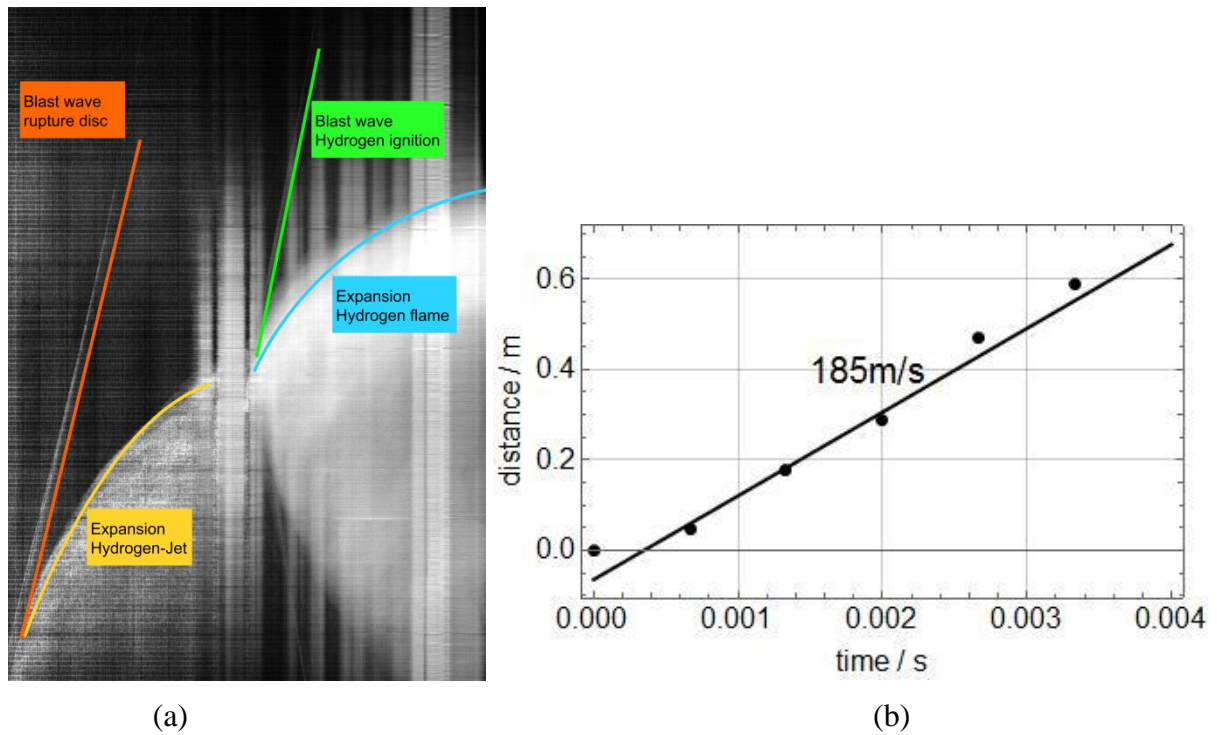 Blast wave
rupture disc
Blast wave
Hydrogen ignition
Expansion
Hydrogen flame
Expansion
Hydrogen-Jet
(a)
distance / m
0.6
0.4
0.2
0.0
185m/s
0.000
0.001
0.002
0.003
0.004
time / s
(b)